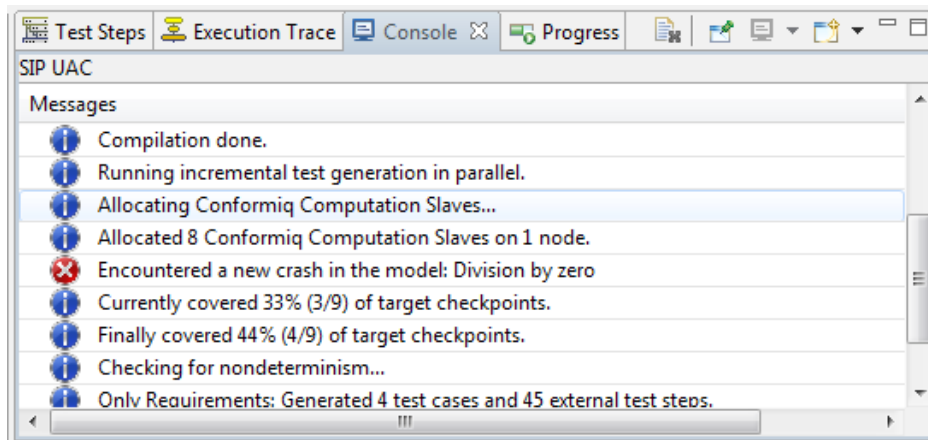 Test Steps Execution Trace Console Progress
SIP UAC
Messages
Compilation done.
Running incremental test generation in parallel.
Allocating Conformiq Computation Slaves...
Allocated 8 Conformiq Computation Slaves on 1 node.
Encountered a new crash in the model: Division by zero
Currently covered 33% (3/9) of target checkpoints.
Finally covered 44% (4/9) of target checkpoints.
Checking for nondeterminism...
Only Requirements: Generated 4 test cases and 45 external test steps.